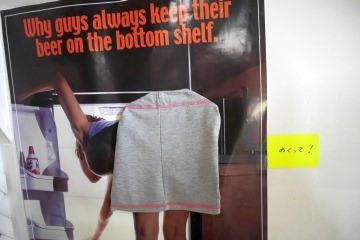 Why guys always keep their
beer on the bottom shelf.
めくって!